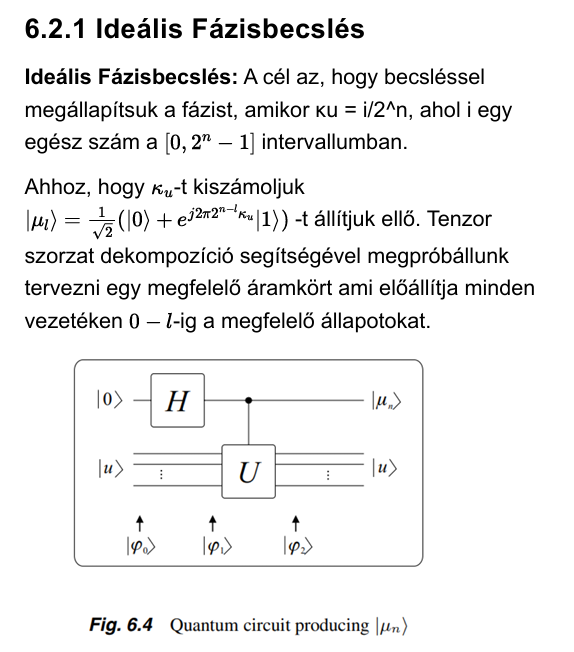 6.2.1 Ideális Fázisbecslés
Ideális Fázisbecslés: A cél az, hogy becsléssel
megállapítsuk a fázist, amikor κu = i/2^n, ahol i egy
egész szám a [0, 2ⁿ − 1] intervallumban.
Ahhoz, hogy κᵤ-t kiszámoljuk
|μₗ⟩ = 1/√2 (|0⟩ + e^{j2π2^{n−l}κᵤ}|1⟩) -t állítjuk ellő. Tenzor
szorzat dekompozíció segítségével megpróbállunk
tervezni egy megfelelő áramkört ami előállítja minden
vezetéken 0 − l-ig a megfelelő állapotokat.
|0⟩ H |μₙ⟩
|u⟩ ⋮ U ⋮ |u⟩
|φ₀⟩ |φ₁⟩ |φ₂⟩
Fig. 6.4 Quantum circuit producing |μₙ⟩